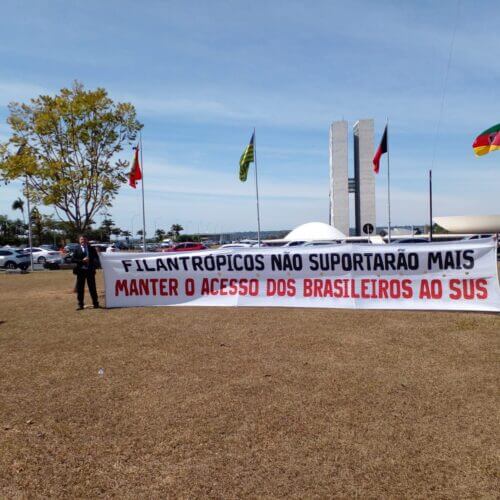 FILANTRÓPICOS NÃO SUPORTARÃO MAIS
MANTER O ACESSO DOS BRASILEIROS AO SUS